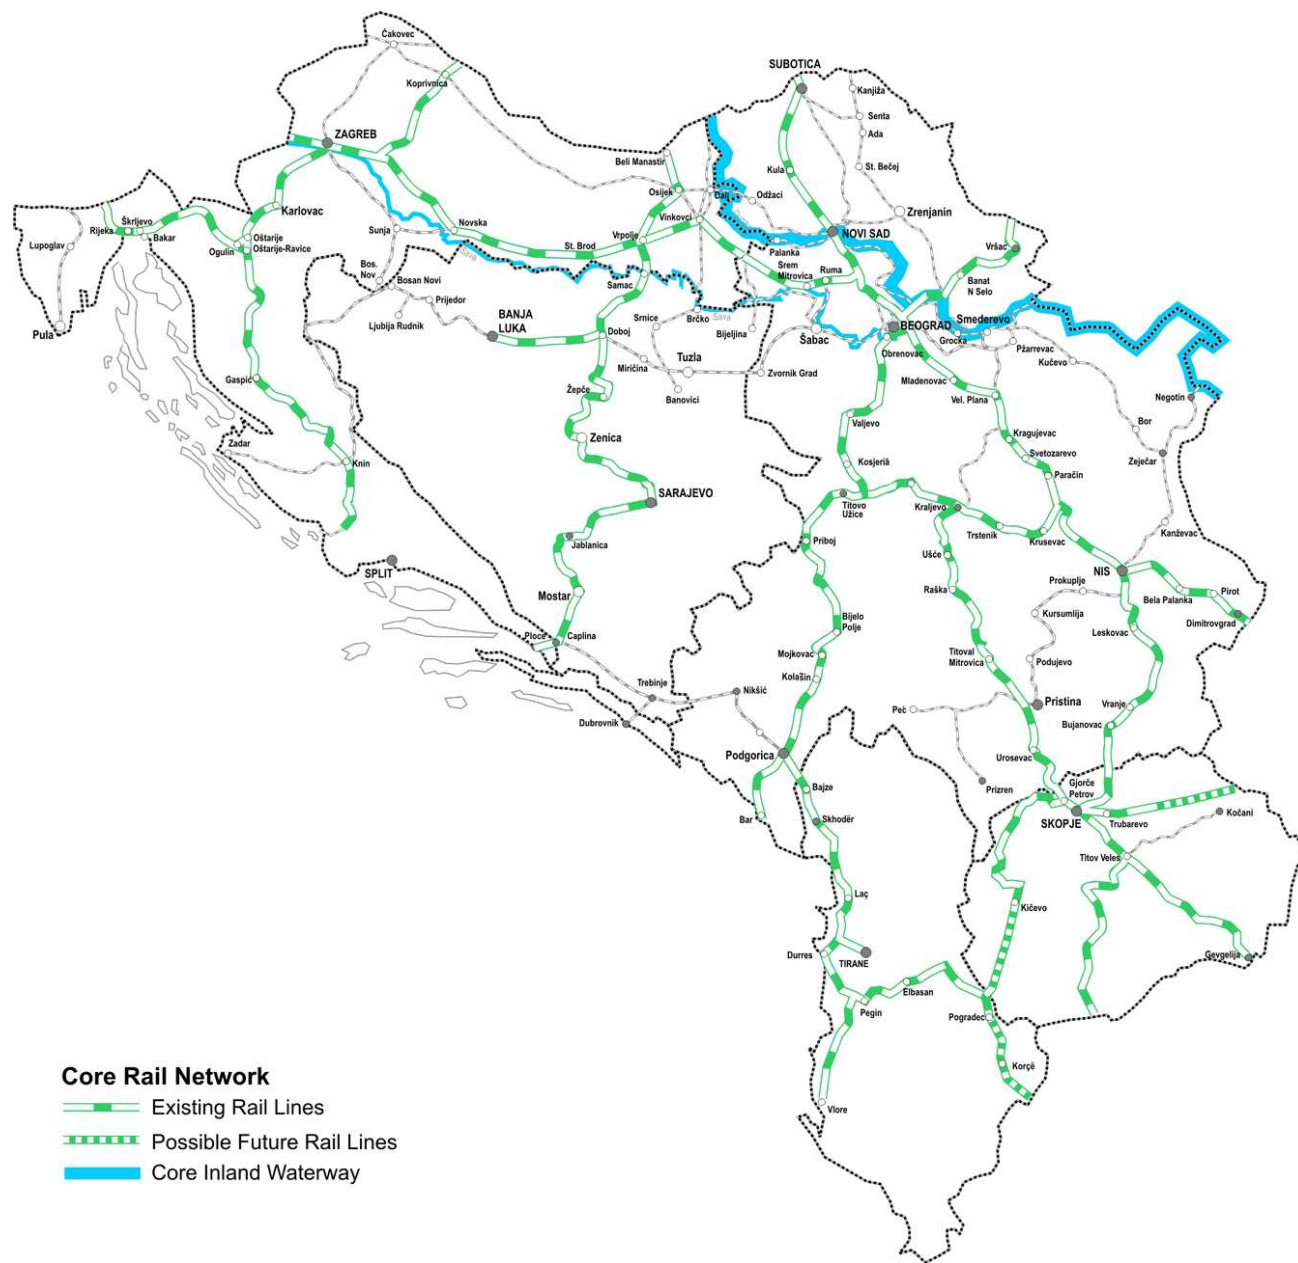 Čakovec
SUBOTICA
Koprivnica
Kanjiža
Senta
Ada
ZAGREB
Beli Manastir
Kula
St. Bečej
Osijek
Dalj
Odžaci
Karlovac
Zrenjanin
Škrljevo
Rijeka
Bakar
Lupoglav
Oštarije
Ogulin
Oštarije-Ravice
Sunja
Novska
St. Brod
Vrpolje
Vinkovci
NOVI SAD
Palanka
Vršac
Sava
Bos.
Nov
Bosan Novi
Samac
Srem
Mitrovica
Ruma
Banat
N Selo
Prijedor
Ljubija Rudnik
BANJA
LUKA
Doboj
Srnice
Brčko
Sava
Bijeljina
Šabac
BEOGRAD
Smederevo
Grocka
Pžarrevac
Pula
Obrenovac
Kučevo
Tuzla
Miričina
Banovici
Zvornik Grad
Mladenovac
Vel. Plana
Negotin
Gaspić
Žepče
Valjevo
Bor
Zadar
Zenica
Kragujevac
Svetozarevo
Zeječar
Knin
Kosjeriä
Paračin
SARAJEVO
Titovo
Užice
Kraljevo
Trstenik
Krusevac
Kanževac
Jablanica
Priboj
Ušće
SPLIT
NIS
Mostar
Raška
Prokuplje
Bela Palanka
Pirot
Kursumlija
Dimitrovgrad
Bijelo
Polje
Leskovac
Ploce
Caplina
Mojkovac
Kolašin
Titoval
Mitrovica
Podujevo
Trebinje
Nikšić
Dubrovnik
Peč
Pristina
Vranje
Bujanovac
Podgorica
Urosevac
Bajze
Prizren
Gjorče
Petrov
Bar
Skhodër
SKOPJE
Trubarevo
Kočani
Titov Veles
Laç
Kičevo
Durres
TIRANE
Gevgelija
Elbasan
Pegin
Pogradec
Korçë
Vlore
Core Rail Network
Existing Rail Lines
Possible Future Rail Lines
Core Inland Waterway